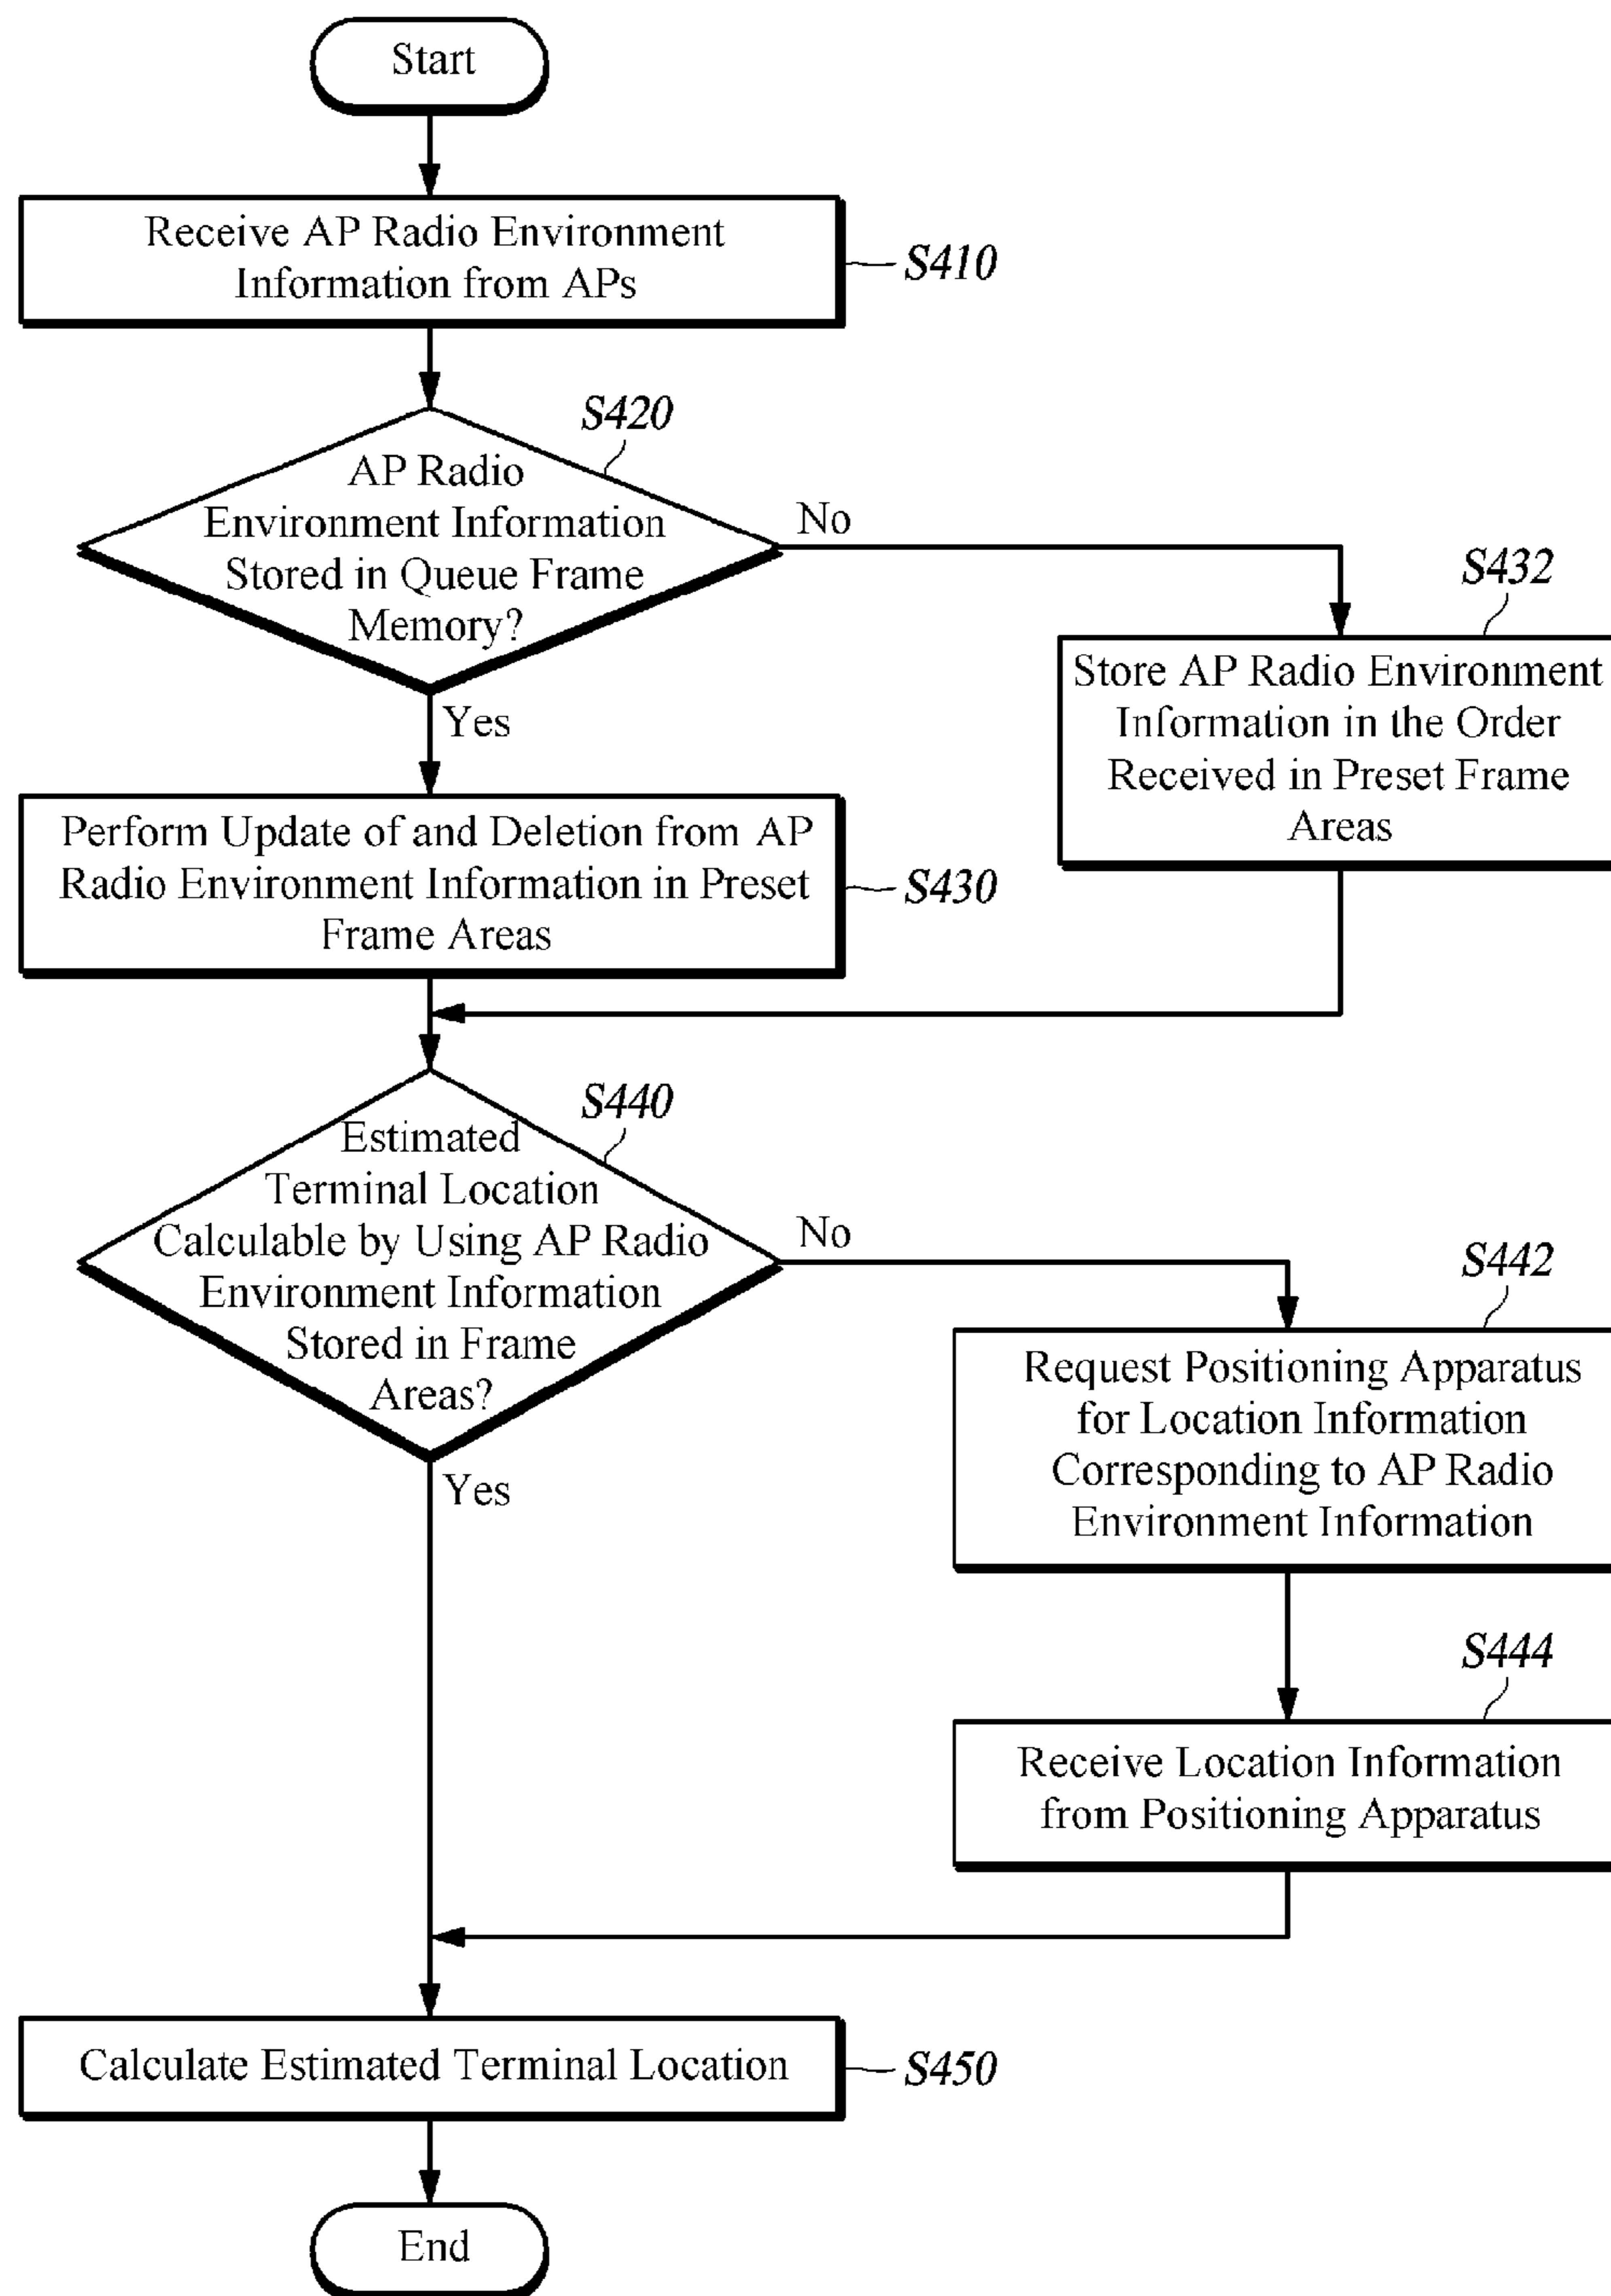 Start
Receive AP Radio Environment
Information from APs
S410
S420
AP Radio
Environment Information
Stored in Queue Frame
Memory?
No
Yes
S432
Store AP Radio Environment
Information in the Order
Received in Preset Frame
Areas
Perform Update of and Deletion from AP
Radio Environment Information in Preset
Frame Areas
S430
S440
Estimated
Terminal Location
Calculable by Using AP Radio
Environment Information
Stored in Frame
Areas?
No
Yes
S442
Request Positioning Apparatus
for Location Information
Corresponding to AP Radio
Environment Information
S444
Receive Location Information
from Positioning Apparatus
Calculate Estimated Terminal Location
S450
End